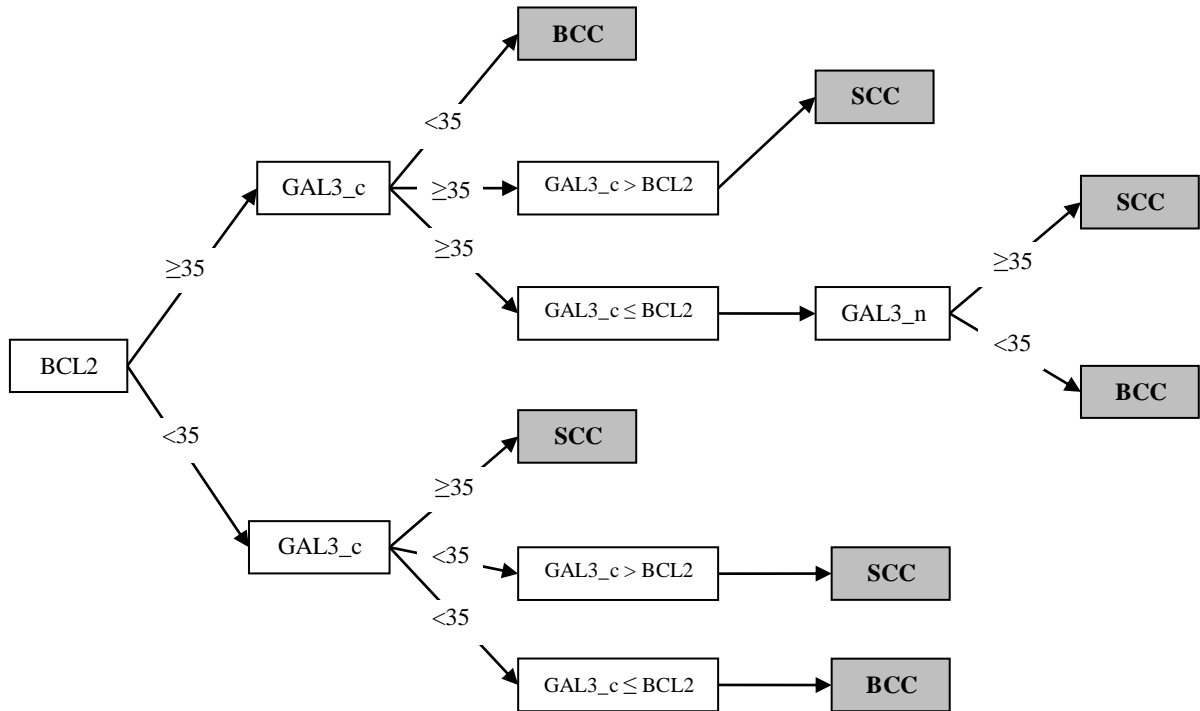 BCC
SCC
<35
GAL3_c
≥35
GAL3_c > BCL2
SCC
≥35
≥35
≥35
GAL3_c ≤ BCL2
GAL3_n
<35
BCL2
BCC
<35
SCC
≥35
GAL3_c
<35
GAL3_c > BCL2
SCC
<35
GAL3_c ≤ BCL2
BCC